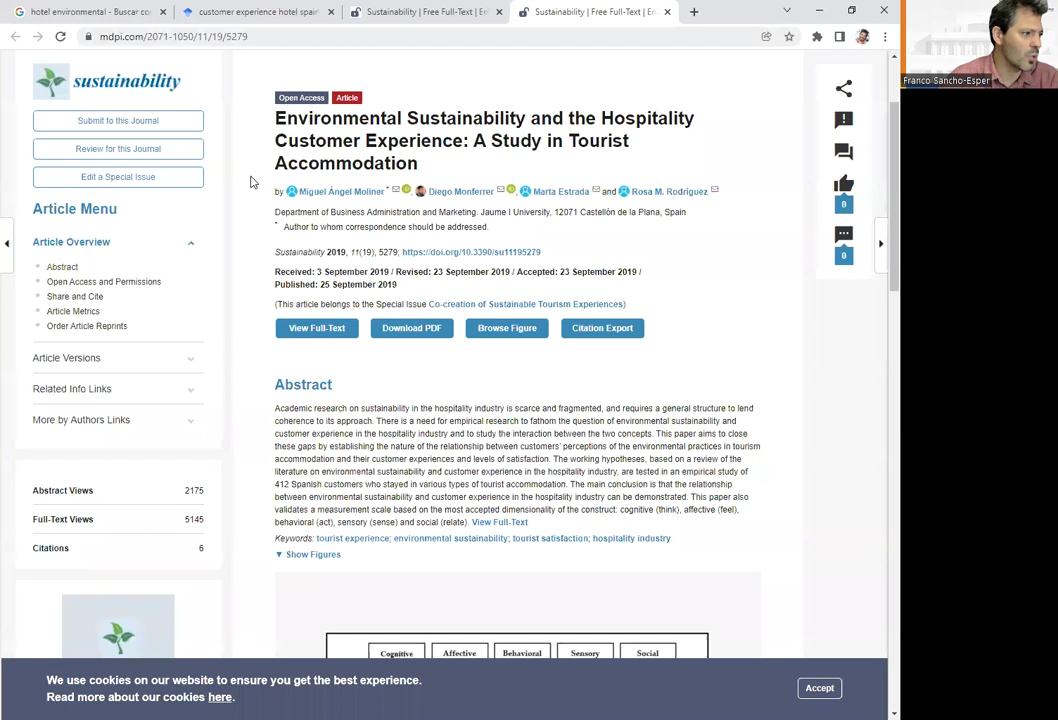 hotel environmental - Buscar co
customer experience hotel spain
Sustainability | Free Full-Text | E
Sustainability | Free Full-Text | E
mdpi.com/2071-1050/11/19/5279
Franco Sancho-Esper
sustainability
Submit to this Journal
Review for this Journal
Edit a Special Issue
Article Menu
Article Overview
Abstract
Open Access and Permissions
Share and Cite
Article Metrics
Order Article Reprints
Article Versions
Related Info Links
More by Authors Links
Abstract Views 2175
Full-Text Views 5145
Citations 6
Open Access Article
Environmental Sustainability and the Hospitality
Customer Experience: A Study in Tourist
Accommodation
by Miguel Ángel Moliner * Diego Monferrer Marta Estrada and Rosa M. Rodríguez
Department of Business Administration and Marketing. Jaume I University, 12071 Castellón de la Plana, Spain
* Author to whom correspondence should be addressed.
Sustainability 2019, 11(19), 5279; https://doi.org/10.3390/su11195279
Received: 3 September 2019 / Revised: 23 September 2019 / Accepted: 23 September 2019 /
Published: 25 September 2019
(This article belongs to the Special Issue Co-creation of Sustainable Tourism Experiences)
View Full-Text Download PDF Browse Figure Citation Export
Abstract
Academic research on sustainability in the hospitality industry is scarce and fragmented, and requires a general structure to lend
coherence to its approach. There is a need for empirical research to fathom the question of environmental sustainability and
customer experience in the hospitality industry and to study the interaction between the two concepts. This paper aims to close
these gaps by establishing the nature of the relationship between customers' perceptions of the environmental practices in tourism
accommodation and their customer experiences and levels of satisfaction. The working hypotheses, based on a review of the
literature on environmental sustainability and customer experience in the hospitality industry, are tested in an empirical study of
412 Spanish customers who stayed in various types of tourist accommodation. The main conclusion is that the relationship
between environmental sustainability and customer experience in the hospitality industry can be demonstrated. This paper also
validates a measurement scale based on the most accepted dimensionality of the construct: cognitive (think), affective (feel),
behavioral (act), sensory (sense) and social (relate). View Full-Text
Keywords: tourist experience; environmental sustainability; tourist satisfaction; hospitality industry
▼ Show Figures
Cognitive Affective Behavioral Sensory Social
0
0
We use cookies on our website to ensure you get the best experience.
Read more about our cookies here.
Accept